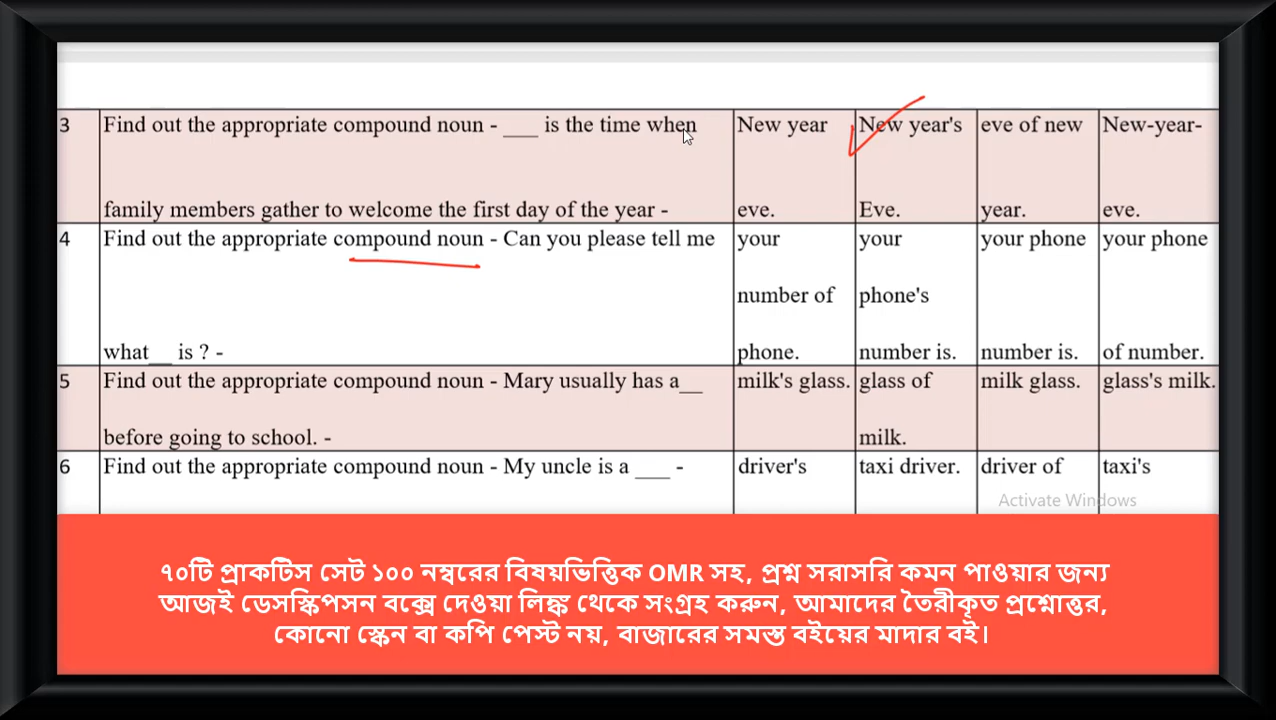 3 Find out the appropriate compound noun - ___ is the time when New year New year's eve of new New-year-
family members gather to welcome the first day of the year - eve. Eve. year. eve.
4 Find out the appropriate compound noun - Can you please tell me your your your phone your phone
number of phone's
what__ is ? - phone. number is. number is. of number.
5 Find out the appropriate compound noun - Mary usually has a__ milk's glass. glass of milk glass. glass's milk.
before going to school. - milk.
6 Find out the appropriate compound noun - My uncle is a ___ - driver's taxi driver. driver of taxi's
Activate Windows
৭০টি প্রাকটিস সেট ১০০ নম্বরের বিষয়ভিত্তিক OMR সহ, প্রশ্ন সরাসরি কমন পাওয়ার জন্য
আজই ডেসস্কিপসন বক্সে দেওয়া লিঙ্ক থেকে সংগ্রহ করুন, আমাদের তৈরীকৃত প্রশ্নোত্তর,
কোনো স্কেন বা কপি পেস্ট নয়, বাজারের সমস্ত বইয়ের মাদার বই।